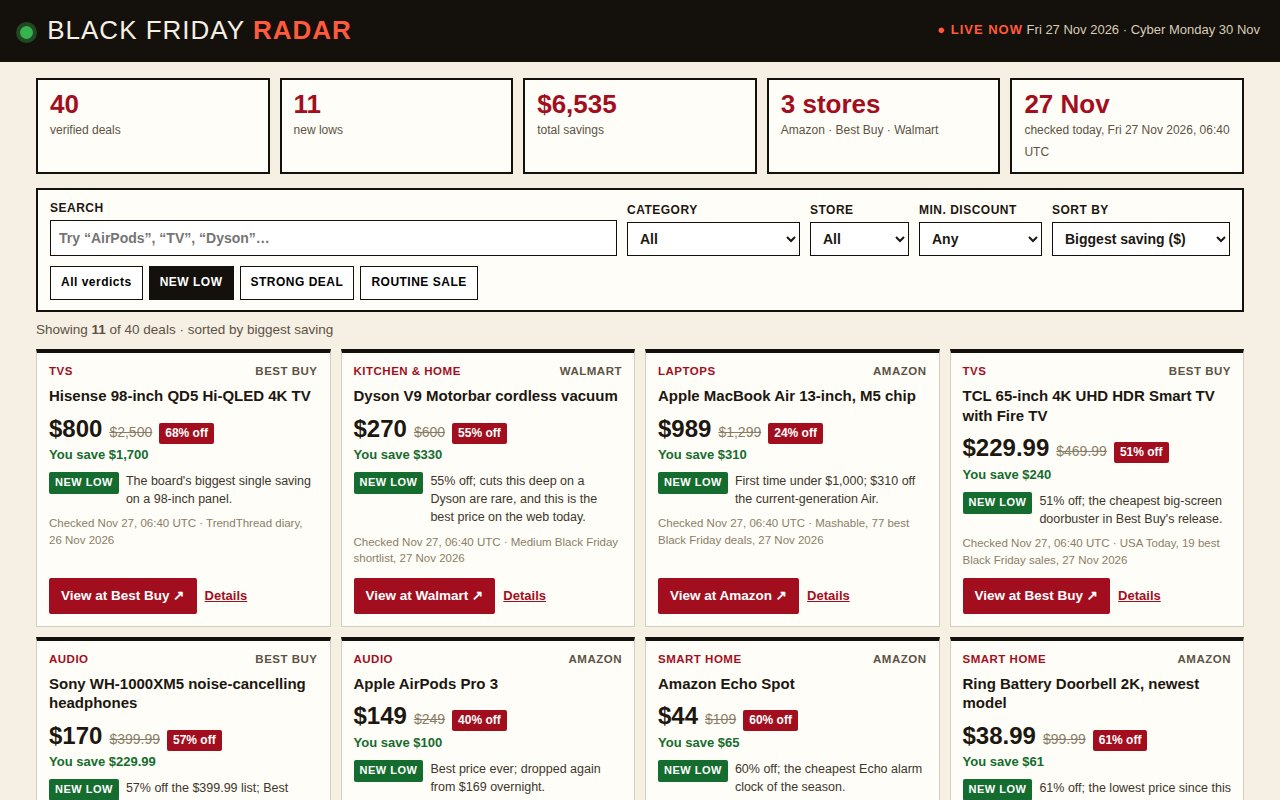 BLACK FRIDAY RADAR
● LIVE NOW Fri 27 Nov 2026 · Cyber Monday 30 Nov
40
verified deals
11
new lows
$6,535
total savings
3 stores
Amazon · Best Buy · Walmart
27 Nov
checked today, Fri 27 Nov 2026, 06:40
UTC
SEARCH
Try “AirPods”, “TV”, “Dyson”…
CATEGORY
All
STORE
All
MIN. DISCOUNT
Any
SORT BY
Biggest saving ($)
All verdicts
NEW LOW
STRONG DEAL
ROUTINE SALE
Showing 11 of 40 deals · sorted by biggest saving
TVS
BEST BUY
Hisense 98-inch QD5 Hi-QLED 4K TV
$800 $2,500 68% off
You save $1,700
NEW LOW
The board's biggest single saving
on a 98-inch panel.
Checked Nov 27, 06:40 UTC · TrendThread diary,
26 Nov 2026
View at Best Buy ↗ Details
KITCHEN & HOME
WALMART
Dyson V9 Motorbar cordless vacuum
$270 $600 55% off
You save $330
NEW LOW
55% off; cuts this deep on a
Dyson are rare, and this is the
best price on the web today.
Checked Nov 27, 06:40 UTC · Medium Black Friday
shortlist, 27 Nov 2026
View at Walmart ↗ Details
LAPTOPS
AMAZON
Apple MacBook Air 13-inch, M5 chip
$989 $1,299 24% off
You save $310
NEW LOW
First time under $1,000; $310 off
the current-generation Air.
Checked Nov 27, 06:40 UTC · Mashable, 77 best
Black Friday deals, 27 Nov 2026
View at Amazon ↗ Details
TVS
BEST BUY
TCL 65-inch 4K UHD HDR Smart TV
with Fire TV
$229.99 $469.99 51% off
You save $240
NEW LOW
51% off; the cheapest big-screen
doorbuster in Best Buy's release.
Checked Nov 27, 06:40 UTC · USA Today, 19 best
Black Friday sales, 27 Nov 2026
View at Best Buy ↗ Details
AUDIO
BEST BUY
Sony WH-1000XM5 noise-cancelling
headphones
$170 $399.99 57% off
You save $229.99
NEW LOW
57% off the $399.99 list; Best
AUDIO
AMAZON
Apple AirPods Pro 3
$149 $249 40% off
You save $100
NEW LOW
Best price ever; dropped again
from $169 overnight.
SMART HOME
AMAZON
Amazon Echo Spot
$44 $109 60% off
You save $65
NEW LOW
60% off; the cheapest Echo alarm
clock of the season.
SMART HOME
AMAZON
Ring Battery Doorbell 2K, newest
model
$38.99 $99.99 61% off
You save $61
NEW LOW
61% off; the lowest price since this